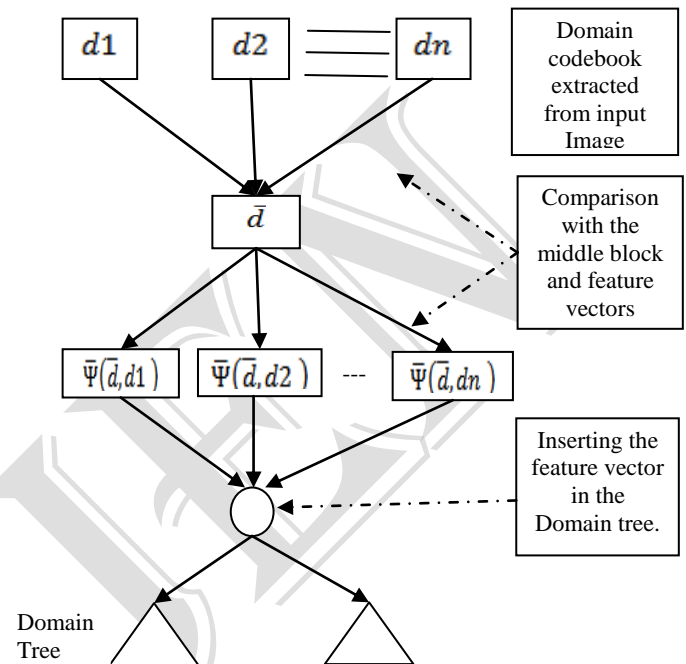 d1
d2
dn
Domain
codebook
extracted
from input
Image
d̄
Comparison
with the
middle block
and feature
vectors
Ψ̄(d̄,d1)
Ψ̄(d̄,d2)
---
Ψ̄(d̄,dn)
Inserting the
feature vector
in the
Domain tree.
Domain
Tree